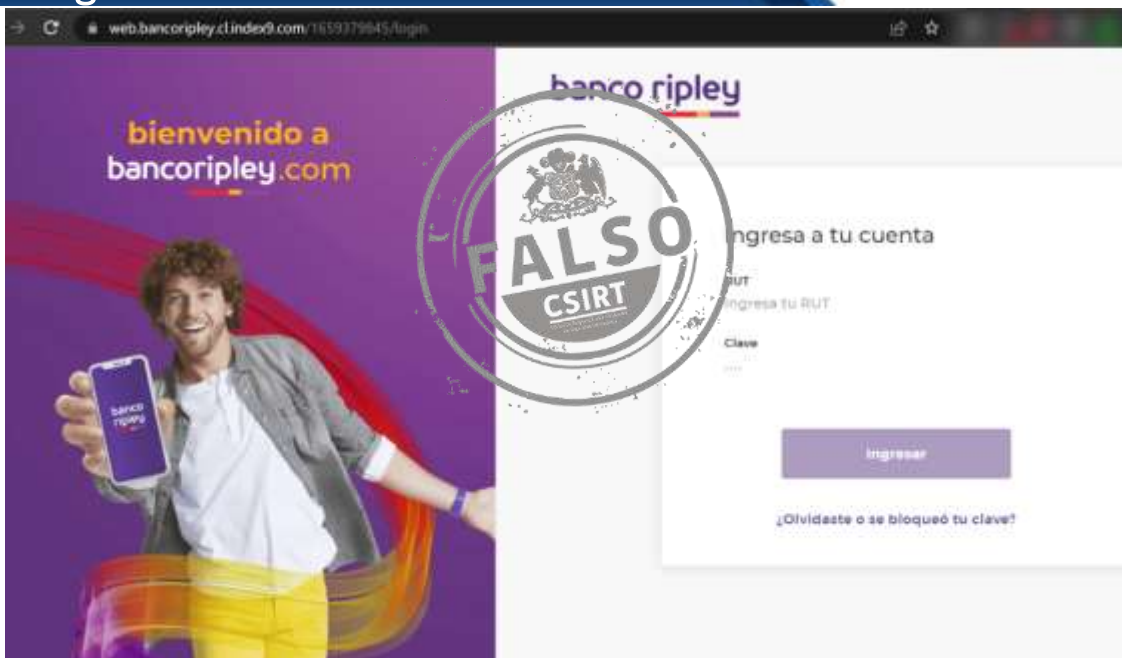 web.bancoripley.cl.index9.com/1659379845/login
bienvenido a
bancoripley.com
banco ripley
banco
ripley
FALSO
CSIRT
Ingresa a tu cuenta
RUT
Ingresa tu RUT
Clave
Ingresar
¿Olvidaste o se bloqueó tu clave?